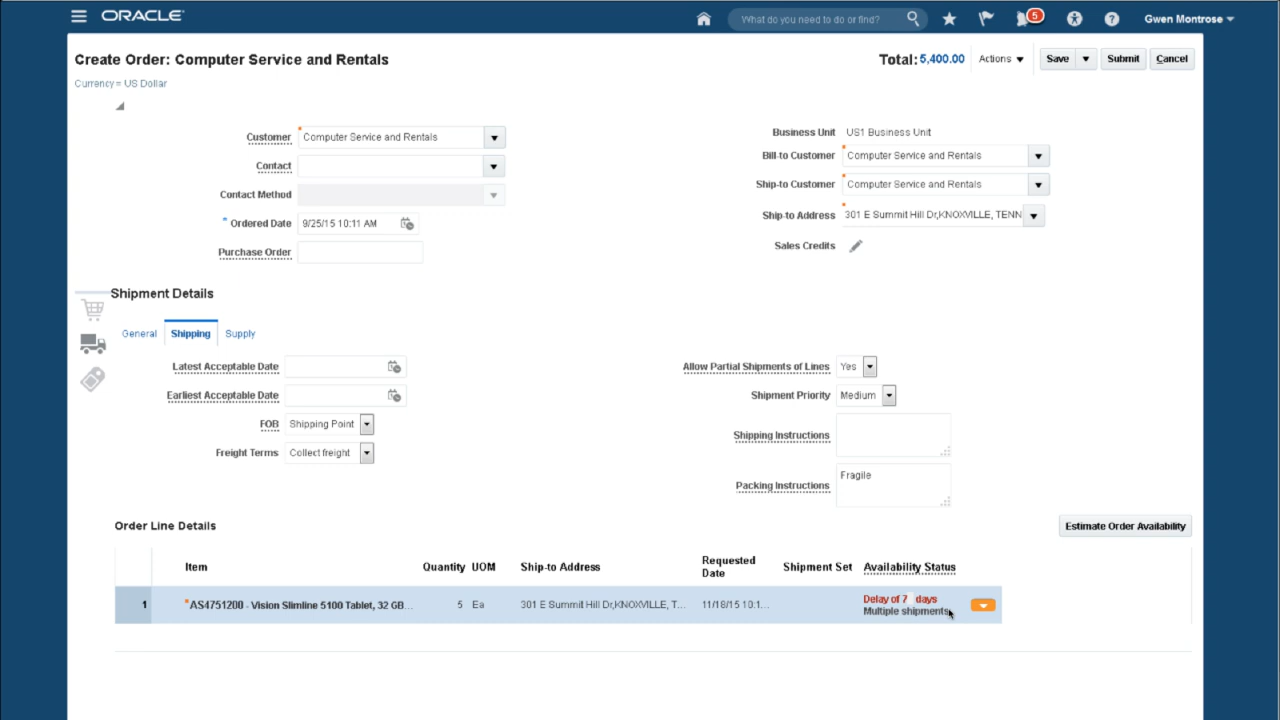 ORACLE
What do you need to do or find?
5
Gwen Montrose
Create Order: Computer Service and Rentals
Total: 5,400.00
Actions
Save
Submit
Cancel
Currency = US Dollar
Customer
Computer Service and Rentals
Contact
Contact Method
* Ordered Date
9/25/15 10:11 AM
Purchase Order
Business Unit
US1 Business Unit
Bill-to Customer
Computer Service and Rentals
Ship-to Customer
Computer Service and Rentals
Ship-to Address
301 E Summit Hill Dr,KNOXVILLE, TENN
Sales Credits
Shipment Details
General
Shipping
Supply
Latest Acceptable Date
Earliest Acceptable Date
FOB
Shipping Point
Freight Terms
Collect freight
Allow Partial Shipments of Lines
Yes
Shipment Priority
Medium
Shipping Instructions
Packing Instructions
Fragile
Order Line Details
Estimate Order Availability
Item
Quantity
UOM
Ship-to Address
Requested
Date
Shipment Set
Availability Status
1
*AS4751200 - Vision Slimline 5100 Tablet, 32 GB...
5
Ea
301 E Summit Hill Dr,KNOXVILLE, T...
11/18/15 10:1...
Delay of 7 days
Multiple shipments